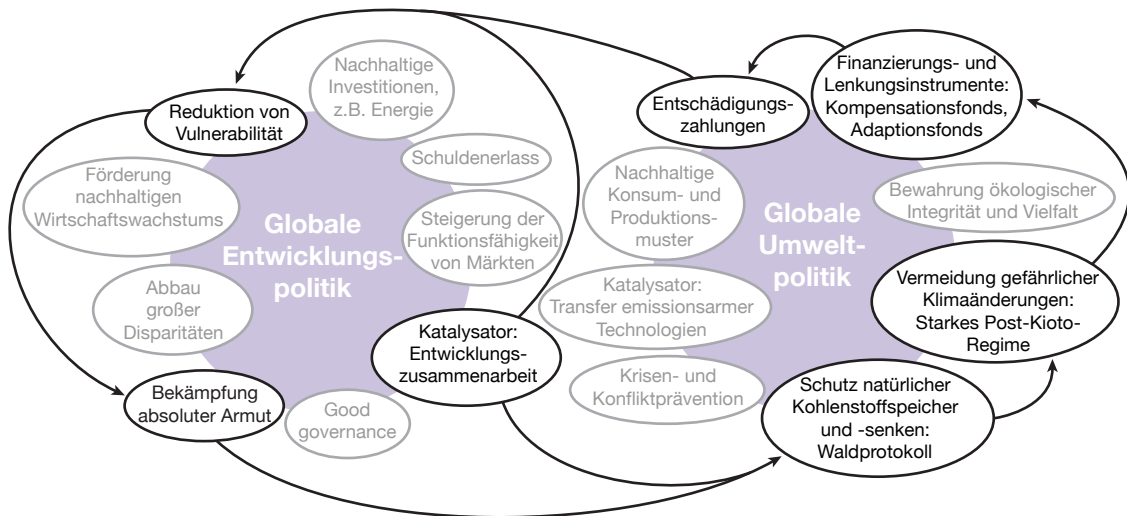 Nachhaltige
Investitionen,
z.B. Energie
Reduktion von
Vulnerabilität
Schuldenerlass
Förderung
nachhaltigen
Wirtschaftswachstums
Globale
Entwicklungs-
politik
Steigerung der
Funktionsfähigkeit
von Märkten
Abbau
großer
Disparitäten
Katalysator:
Entwicklungs-
zusammenarbeit
Bekämpfung
absoluter Armut
Good
governance
Finanzierungs- und
Lenkungsinstrumente:
Kompensationsfonds,
Adaptionsfonds
Entschädigungs-
zahlungen
Nachhaltige
Konsum- und
Produktions-
muster
Globale
Umwelt-
politik
Bewahrung ökologischer
Integrität und Vielfalt
Katalysator:
Transfer emissionsarmer
Technologien
Vermeidung gefährlicher
Klimaänderungen:
Starkes Post-Kioto-
Regime
Krisen- und
Konfliktprävention
Schutz natürlicher
Kohlenstoffspeicher
und -senken:
Waldprotokoll